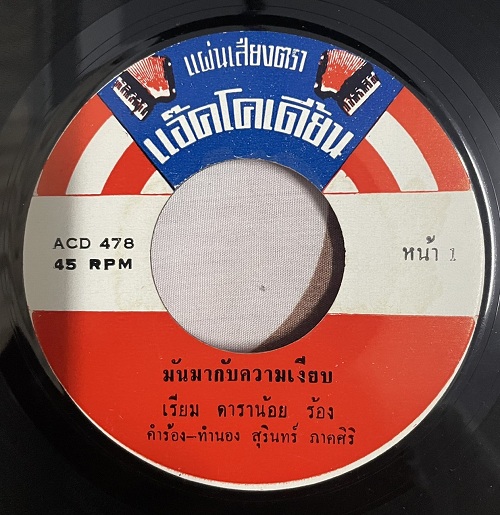 แผ่นเสียงตรา
แอ๊คโคเดียน
ACD 478
45 RPM
หน้า 1
มันมากับความเงียบ
เรียม ดาราน้อย ร้อง
คำร้อง-ทำนอง สุรินทร์ ภาคศิริ